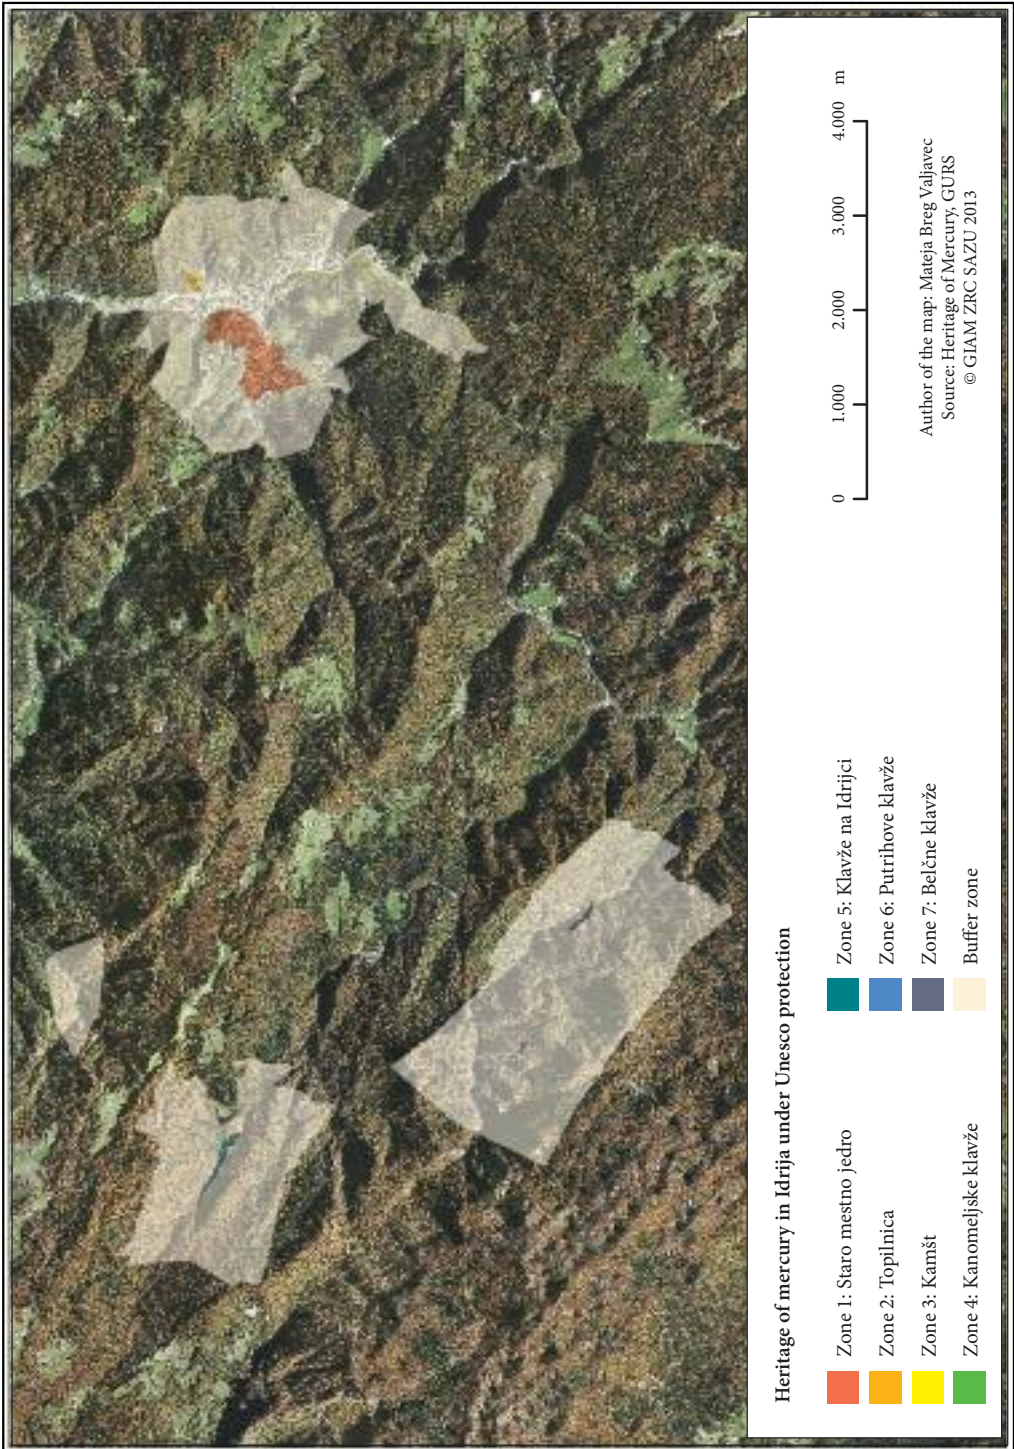 Heritage of mercury in Idrija under Unesco protection
Zone 1: Staro mestno jedro
Zone 2: Topilnica
Zone 3: Kamšt
Zone 4: Kanomeljske klavže
Zone 5: Klavže na Idrijci
Zone 6: Putrihove klavže
Zone 7: Belčne klavže
Buffer zone
0 1.000 2.000 3.000 4.000 m
Author of the map: Mateja Breg Valjavec
Source: Heritage of Mercury, GURS
© GIAM ZRC SAZU 2013